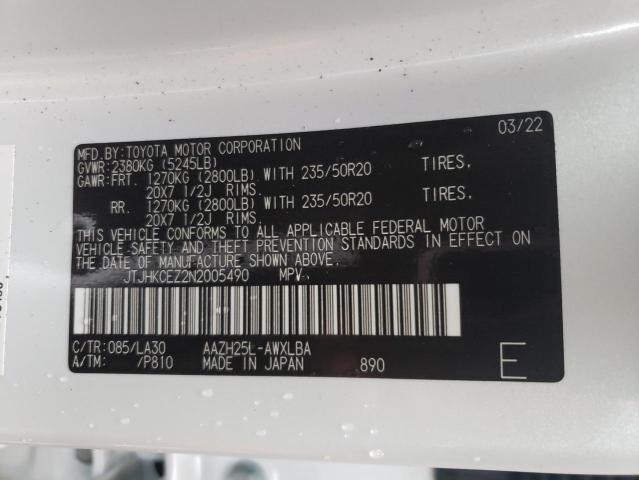 03/22
MFD.BY:TOYOTA MOTOR CORPORATION
GVWR:2380KG (5245LB)
GAWR:FRT. 1270KG (2800LB) WITH 235/50R20 TIRES,
20X7 1/2J RIMS.
RR. 1270KG (2800LB) WITH 235/50R20 TIRES,
20X7 1/2J RIMS.
THIS VEHICLE CONFORMS TO ALL APPLICABLE FEDERAL MOTOR
VEHICLE SAFETY AND THEFT PREVENTION STANDARDS IN EFFECT ON
THE DATE OF MANUFACTURE SHOWN ABOVE.
JTJHKCEZ2N2005490 MPV
C/TR:085/LA30 AAZH25L-AWXLBA
A/TM: /P810 MADE IN JAPAN 890 E